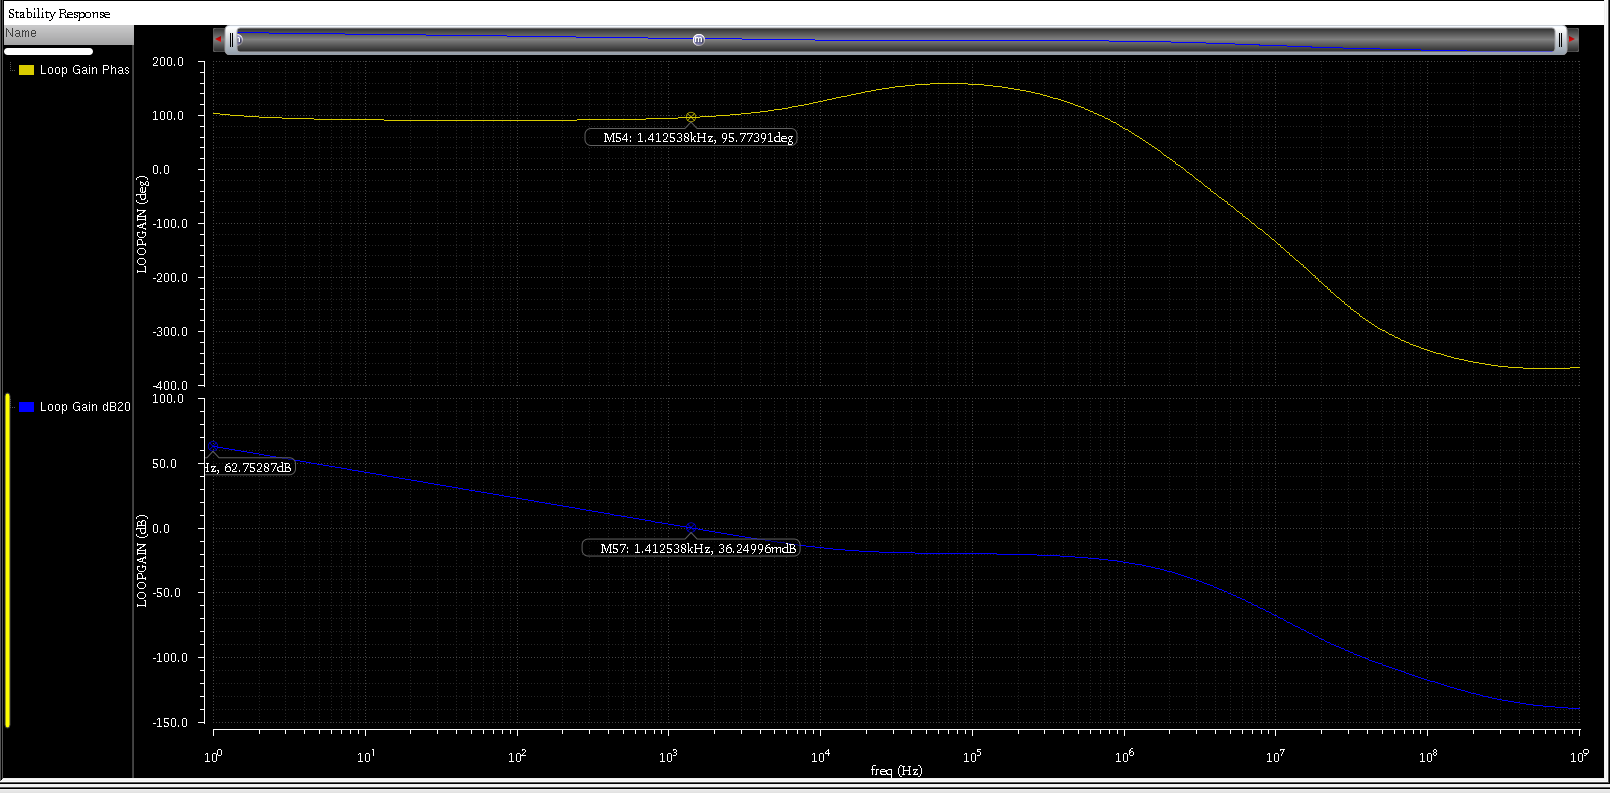 Stability Response
Name
Loop Gain Phas
200.0
100.0
0.0
-100.0
-200.0
-300.0
-400.0
LOOPGAIN (deg)
M54: 1.412538kHz, 95.77391deg
Loop Gain dB20
100.0
50.0
0.0
-50.0
-100.0
-150.0
LOOPGAIN (dB)
Hz, 62.75287dB
M57: 1.412538kHz, 36.24996mdB
10⁰ 10¹ 10² 10³ 10⁴ 10⁵ 10⁶ 10⁷ 10⁸ 10⁹
freq (Hz)